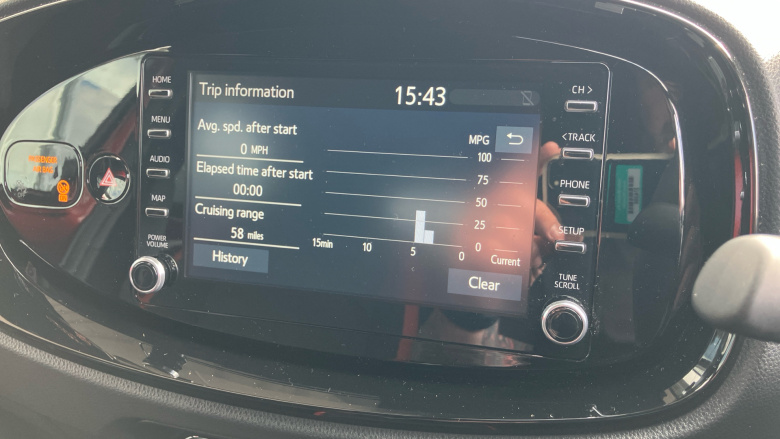 HOME
MENU
AUDIO
MAP
POWER
VOLUME
Trip information
15:43
Avg. spd. after start
0 MPH
Elapsed time after start
00:00
Cruising range
58 miles
History
MPG
100
75
50
25
0
15min 10 5 0
Current
Clear
CH >
< TRACK
PHONE
SETUP
TUNE
SCROLL